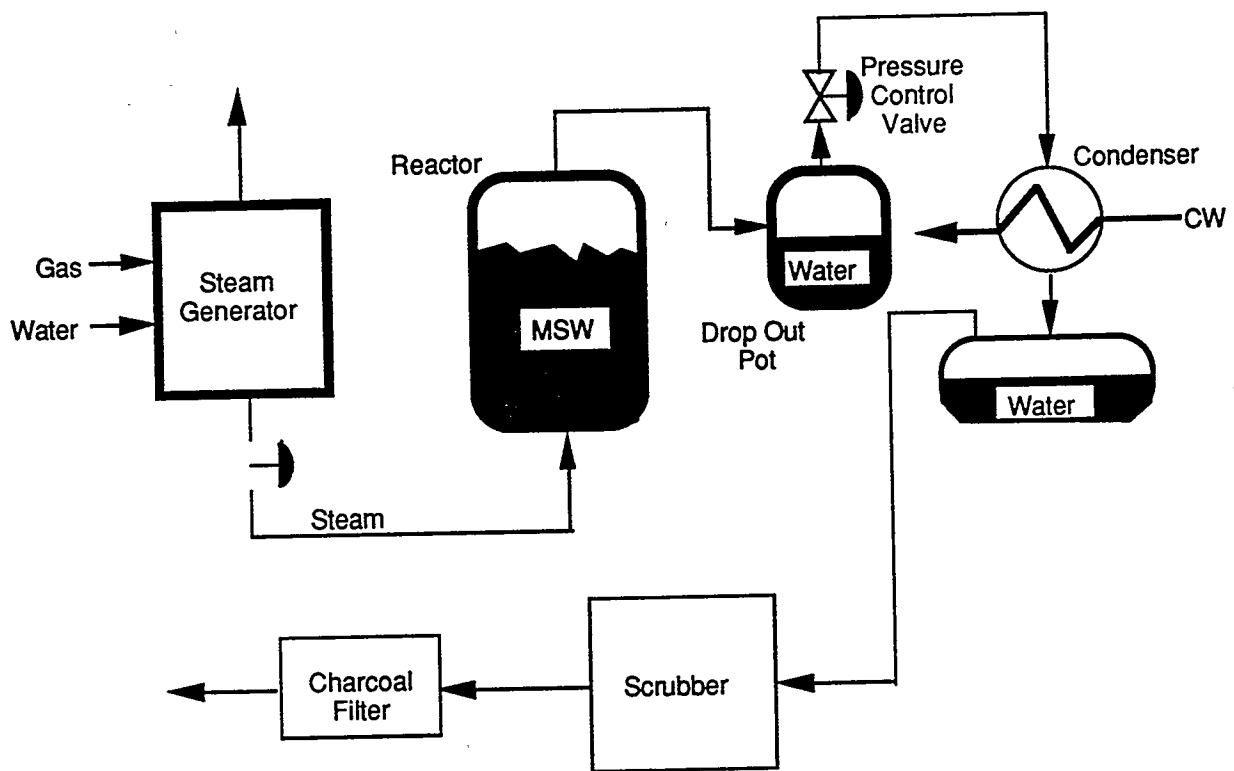 Pressure
Control
Valve
Reactor
Condenser
CW
Gas
Steam
Generator
Water
Water
MSW
Drop Out
Pot
Water
Steam
Charcoal
Filter
Scrubber